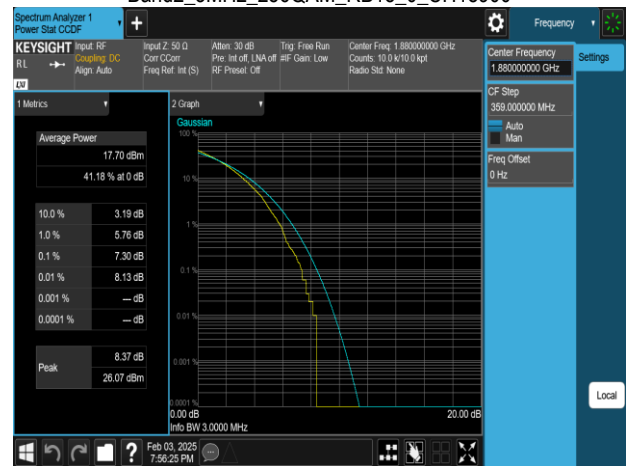 Spectrum Analyzer 1
Power Stat CCDF
Frequency
KEYSIGHT
RL
LXI
Input: RF
Coupling: DC
Align: Auto
Input Z: 50 Ω
Corr CCorr
Freq Ref: Int (S)
Atten: 30 dB
Pre: Int off, LNA off
RF Preset: Off
Trig: Free Run
#IF Gain: Low
Center Freq: 1.880000000 GHz
Counts: 10.0 k/10.0 kpt
Radio Std: None
Center Frequency
1.880000000 GHz
Settings
CF Step
359.000000 MHz
Auto
Man
Freq Offset
0 Hz
1 Metrics
Average Power
17.70 dBm
41.18 % at 0 dB
10.0 % 3.19 dB
1.0 % 5.76 dB
0.1 % 7.30 dB
0.01 % 8.13 dB
0.001 % --- dB
0.0001 % --- dB
Peak
8.37 dB
26.07 dBm
2 Graph
Gaussian
100 %
10 %
1 %
0.1 %
0.01 %
0.001 %
0.0001 %
0.00 dB 20.00 dB
Info BW 3.0000 MHz
Local
Feb 03, 2025
7:56:25 PM